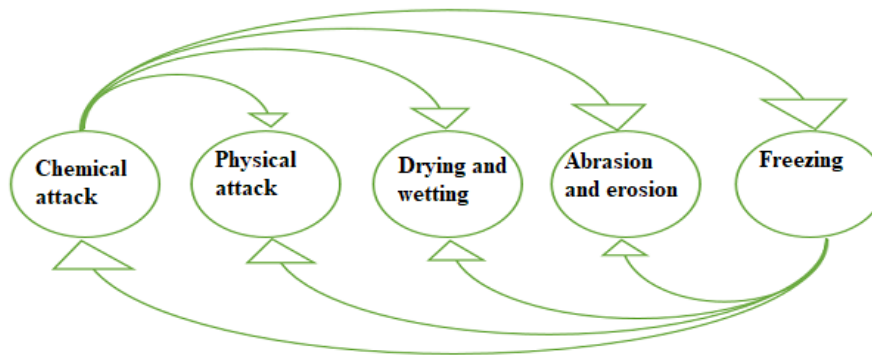 Chemical
attack
Physical
attack
Drying and
wetting
Abrasion
and erosion
Freezing